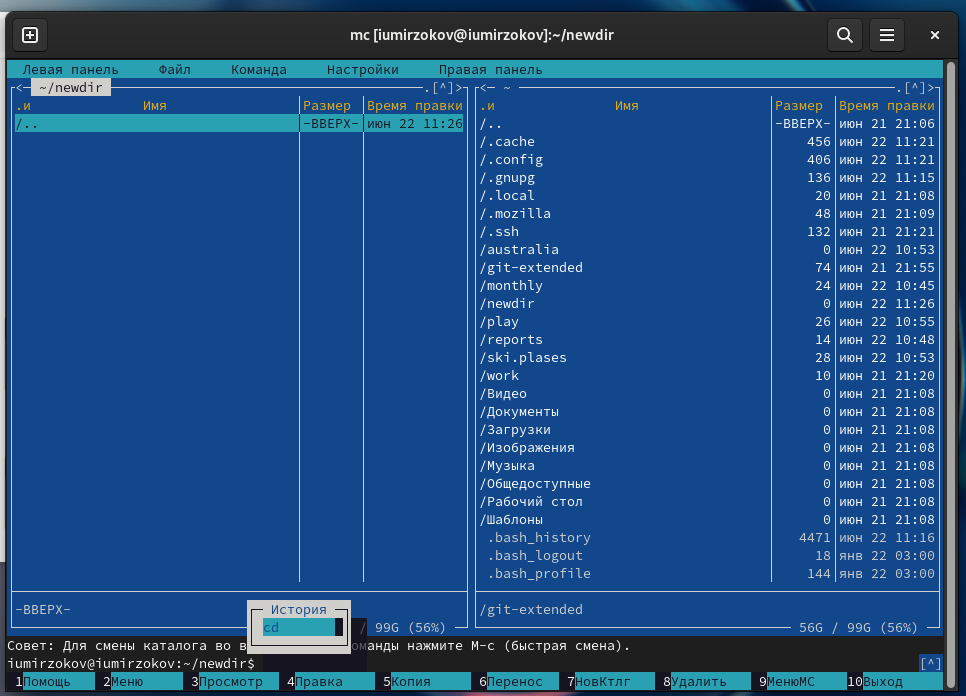 mc [iumirzokov@iumirzokov]:~/newdir
Левая панель Файл Команда Настройки Правая панель
<─ ~/newdir .[^]>
.и Имя Размер Время правки
/.. -ВВЕРХ- июн 22 11:26
-ВВЕРХ-
/ 99G (56%)
<─ ~ .[^]>
.и Имя Размер Время правки
/.. -ВВЕРХ- июн 21 21:06
/.cache 456 июн 22 11:21
/.config 406 июн 22 11:21
/.gnupg 136 июн 22 11:15
/.local 20 июн 21 21:08
/.mozilla 48 июн 21 21:09
/.ssh 132 июн 21 21:21
/australia 0 июн 22 10:53
/git-extended 74 июн 21 21:55
/monthly 24 июн 22 10:45
/newdir 0 июн 22 11:26
/play 26 июн 22 10:55
/reports 14 июн 22 10:48
/ski.plases 28 июн 22 10:53
/work 10 июн 21 21:20
/Видео 0 июн 21 21:08
/Документы 0 июн 21 21:08
/Загрузки 0 июн 21 21:08
/Изображения 0 июн 21 21:08
/Музыка 0 июн 21 21:08
/Общедоступные 0 июн 21 21:08
/Рабочий стол 0 июн 21 21:08
/Шаблоны 0 июн 21 21:08
.bash_history 4471 июн 22 11:16
.bash_logout 18 янв 22 03:00
.bash_profile 144 янв 22 03:00
/git-extended
56G / 99G (56%)
История
cd
Совет: Для смены каталога во в оманды нажмите M-c (быстрая смена).
iumirzokov@iumirzokov:~/newdir$ [^]
1Помощь 2Меню 3Просмотр 4Правка 5Копия 6Перенос 7НовКтлг 8Удалить 9МенюMC 10Выход